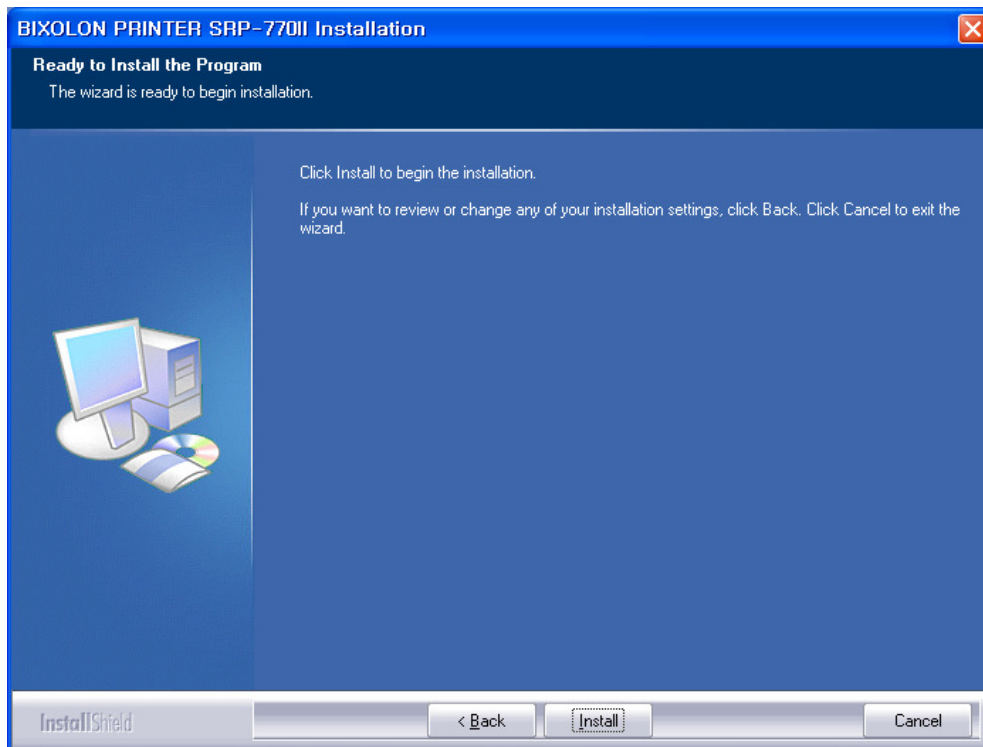 BIXOLON PRINTER SRP-770II Installation
Ready to Install the Program
The wizard is ready to begin installation.
Click Install to begin the installation.
If you want to review or change any of your installation settings, click Back. Click Cancel to exit the
wizard.
InstallShield
< Back
Install
Cancel